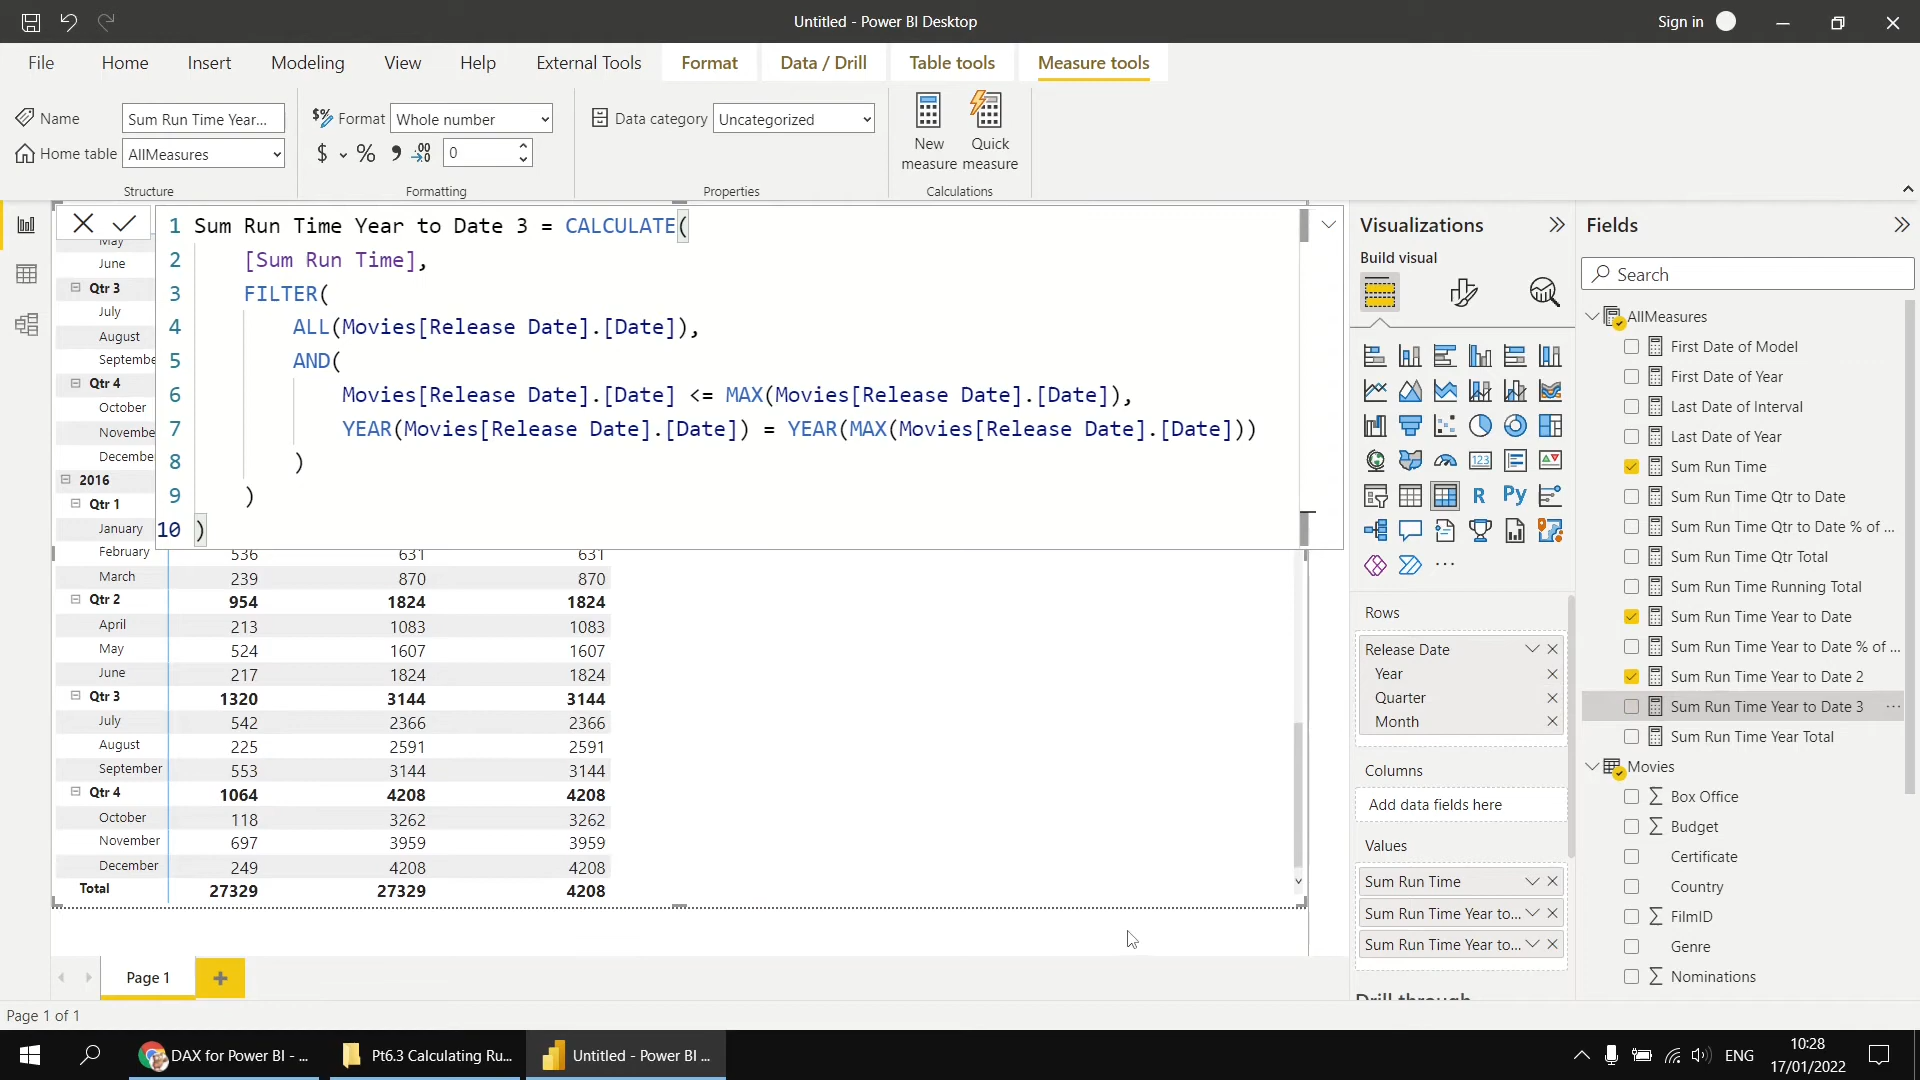 Untitled - Power BI Desktop
Sign in
File
Home
Insert
Modeling
View
Help
External Tools
Format
Data / Drill
Table tools
Measure tools
Name
Sum Run Time Year...
Home table
AllMeasures
Structure
Format
Whole number
$ % 9 .00
0
Formatting
Data category
Uncategorized
Properties
New measure
Quick measure
Calculations
1 Sum Run Time Year to Date 3 = CALCULATE(
2 [Sum Run Time],
3 FILTER(
4 ALL(Movies[Release Date].[Date]),
5 AND(
6 Movies[Release Date].[Date] <= MAX(Movies[Release Date].[Date]),
7 YEAR(Movies[Release Date].[Date]) = YEAR(MAX(Movies[Release Date].[Date]))
8 )
9 )
10 )
May
June
Qtr 3
July
August
Septembe
Qtr 4
October
Novembe
Decembe
2016
Qtr 1
January
February 536 631 631
March 239 870 870
Qtr 2 954 1824 1824
April 213 1083 1083
May 524 1607 1607
June 217 1824 1824
Qtr 3 1320 3144 3144
July 542 2366 2366
August 225 2591 2591
September 553 3144 3144
Qtr 4 1064 4208 4208
October 118 3262 3262
November 697 3959 3959
December 249 4208 4208
Total 27329 27329 4208
Visualizations
Build visual
123
R
Py
...
Rows
Release Date
Year
Quarter
Month
Columns
Add data fields here
Values
Sum Run Time
Sum Run Time Year to...
Sum Run Time Year to...
Drill through
Fields
Search
AllMeasures
First Date of Model
First Date of Year
Last Date of Interval
Last Date of Year
Sum Run Time
Sum Run Time Qtr to Date
Sum Run Time Qtr to Date % of ...
Sum Run Time Qtr Total
Sum Run Time Running Total
Sum Run Time Year to Date
Sum Run Time Year to Date % of ...
Sum Run Time Year to Date 2
Sum Run Time Year to Date 3 ...
Sum Run Time Year Total
Movies
Box Office
Budget
Certificate
Country
FilmID
Genre
Nominations
Page 1
Page 1 of 1
DAX for Power BI - ...
Pt6.3 Calculating Ru...
Untitled - Power BI ...
ENG
10:28
17/01/2022